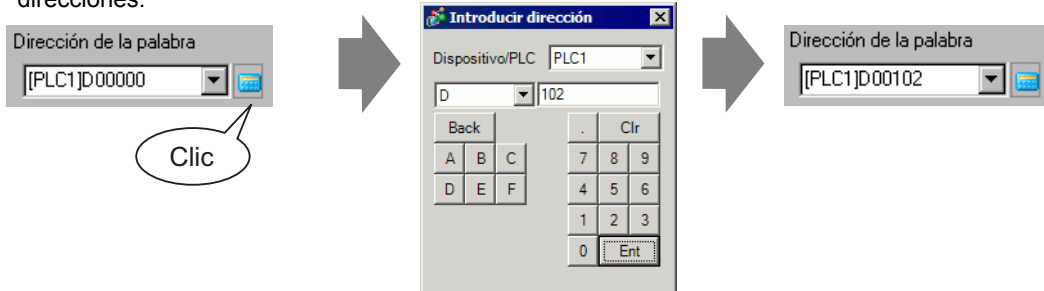 direcciones.
Dirección de la palabra
[PLC1]D00000
Clic
Introducir dirección
Dispositivo/PLC PLC1
D 102
Back . Clr
A B C 7 8 9
D E F 4 5 6
1 2 3
0 Ent
Dirección de la palabra
[PLC1]D00102